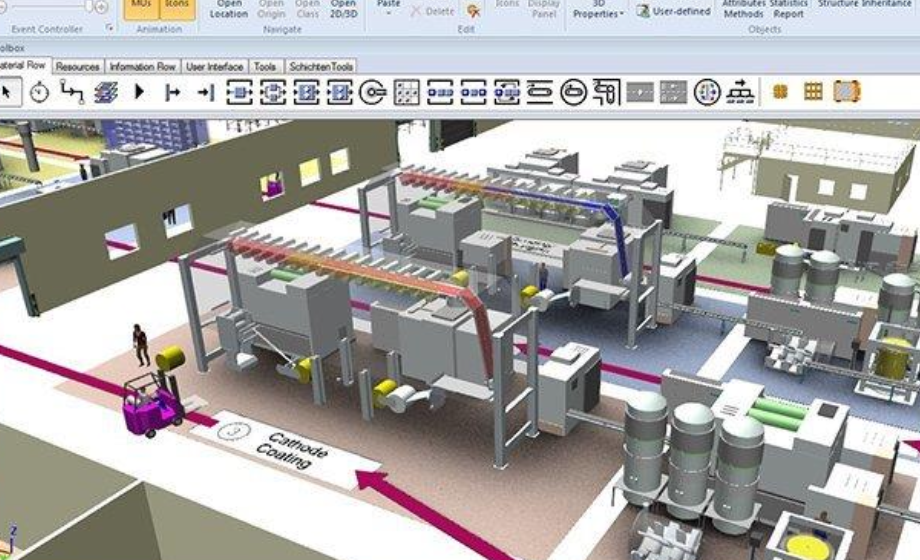 MUs Icons
Open Location
Open Origin
Open Class
Open 2D/3D
Paste
Delete
Icons
Display Panel
3D Properties
User-defined
Attributes Methods
Statistics Report
Structure Inheritance
Event Controller
Animation
Navigate
Edit
Objects
olbox
aterial Flow
Resources
Information Flow
User Interface
Tools
SchichtenTools
3
Cathode
Coating
Z